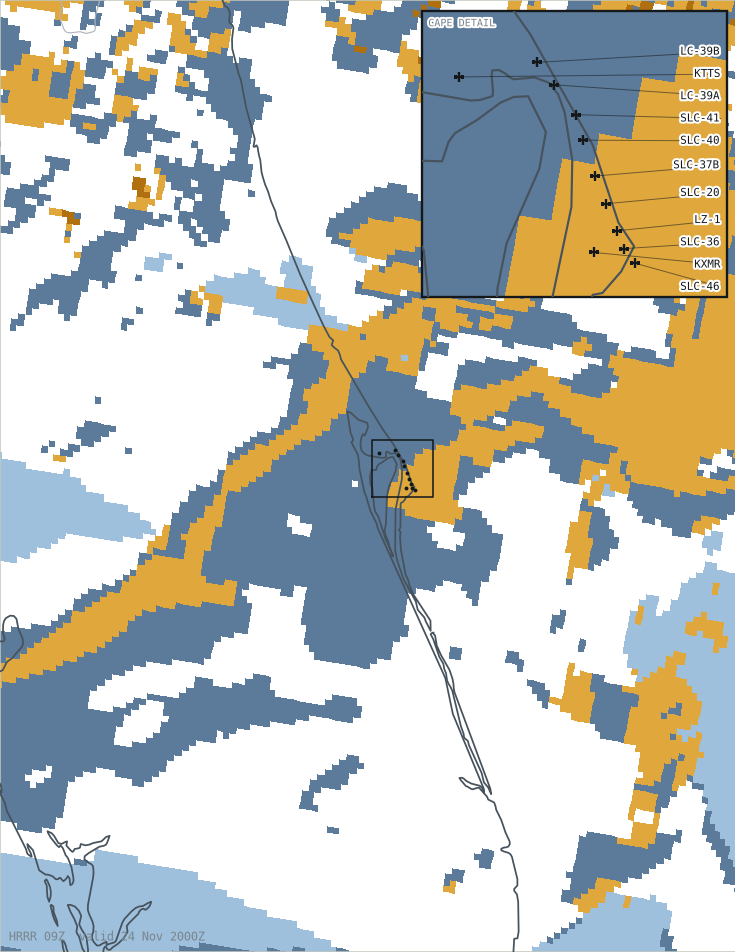 CAPE DETAIL
LC-39B
KTTS
LC-39A
SLC-41
SLC-40
SLC-37B
SLC-20
LZ-1
SLC-36
KXMR
SLC-46
HRRR 09Z  valid 24 Nov 2000Z